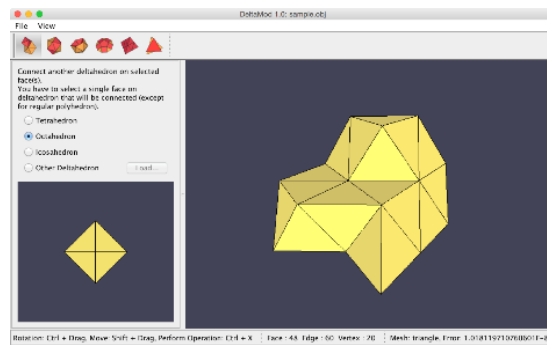 DeltaMod 1.0: sample.obj
File View
Connect another deltahedron on selected
face(s).
You have to select a single face on
deltahedron that will be connected (except
for regular polyhedron).
Tetrahedron
Octahedron
Icosahedron
Other Deltahedron Load...
Rotation: Ctrl + Drag, Move: Shift + Drag, Perform Operation: Ctrl + X Face : 48 Edge : 60 Vertex : 20 Mesh: triangle, Error: